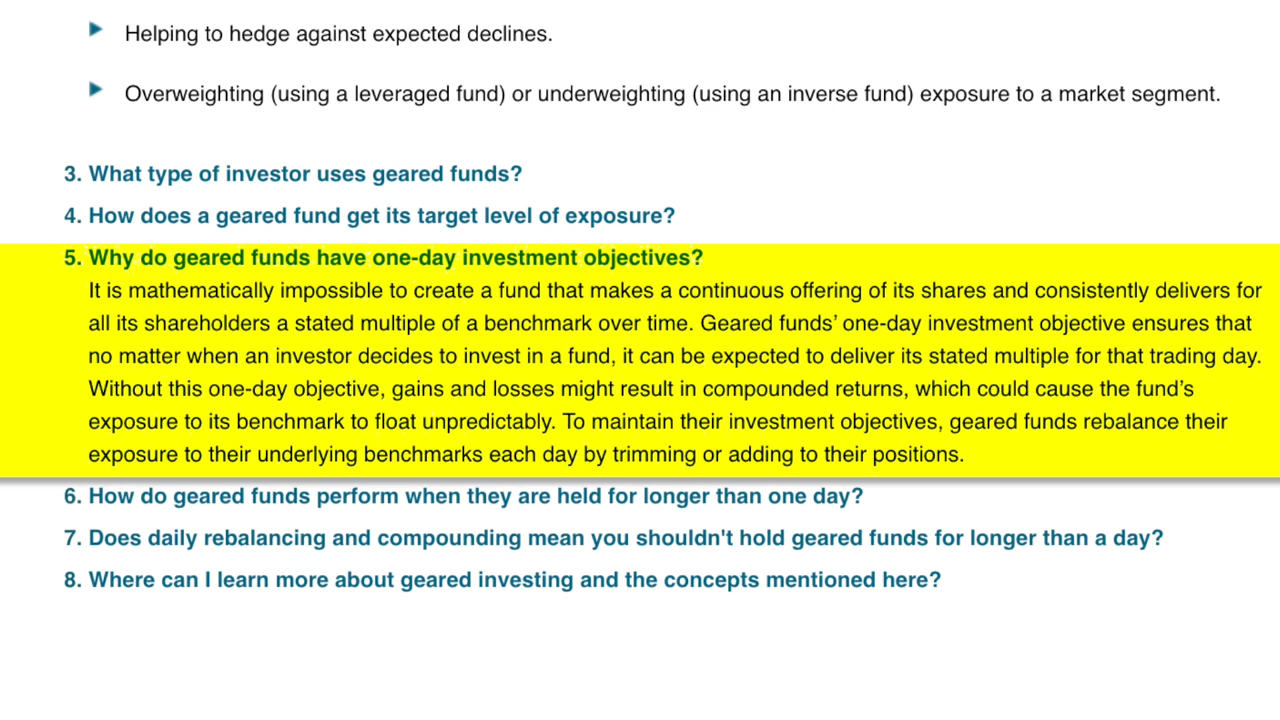 Helping to hedge against expected declines.
Overweighting (using a leveraged fund) or underweighting (using an inverse fund) exposure to a market segment.
3. What type of investor uses geared funds?
4. How does a geared fund get its target level of exposure?
5. Why do geared funds have one-day investment objectives?
It is mathematically impossible to create a fund that makes a continuous offering of its shares and consistently delivers for
all its shareholders a stated multiple of a benchmark over time. Geared funds’ one-day investment objective ensures that
no matter when an investor decides to invest in a fund, it can be expected to deliver its stated multiple for that trading day.
Without this one-day objective, gains and losses might result in compounded returns, which could cause the fund’s
exposure to its benchmark to float unpredictably. To maintain their investment objectives, geared funds rebalance their
exposure to their underlying benchmarks each day by trimming or adding to their positions.
6. How do geared funds perform when they are held for longer than one day?
7. Does daily rebalancing and compounding mean you shouldn't hold geared funds for longer than a day?
8. Where can I learn more about geared investing and the concepts mentioned here?